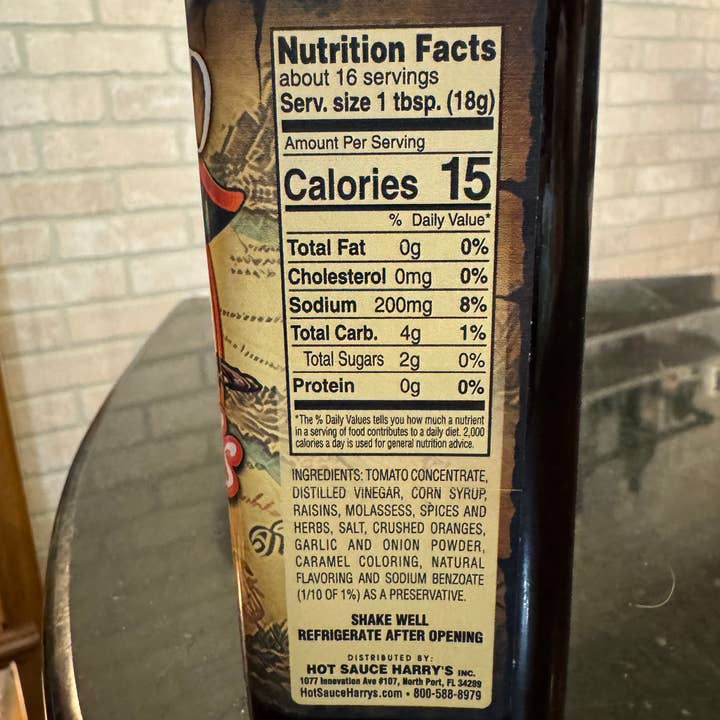 Nutrition Facts
about 16 servings
Serv. size 1 tbsp. (18g)
Amount Per Serving
Calories 15
% Daily Value*
Total Fat 0g 0%
Cholesterol 0mg 0%
Sodium 200mg 8%
Total Carb. 4g 1%
Total Sugars 2g 0%
Protein 0g 0%
*The % Daily Values tells you how much a nutrient
in a serving of food contributes to a daily diet. 2,000
calories a day is used for general nutrition advice.
INGREDIENTS: TOMATO CONCENTRATE,
DISTILLED VINEGAR, CORN SYRUP,
RAISINS, MOLASSESS, SPICES AND
HERBS, SALT, CRUSHED ORANGES,
GARLIC AND ONION POWDER,
CARAMEL COLORING, NATURAL
FLAVORING AND SODIUM BENZOATE
(1/10 OF 1%) AS A PRESERVATIVE.
SHAKE WELL
REFRIGERATE AFTER OPENING
DISTRIBUTED BY:
HOT SAUCE HARRY'S INC.
1077 Innovation Ave #107, North Port, FL 34289
HotSauceHarrys.com • 800-588-8979